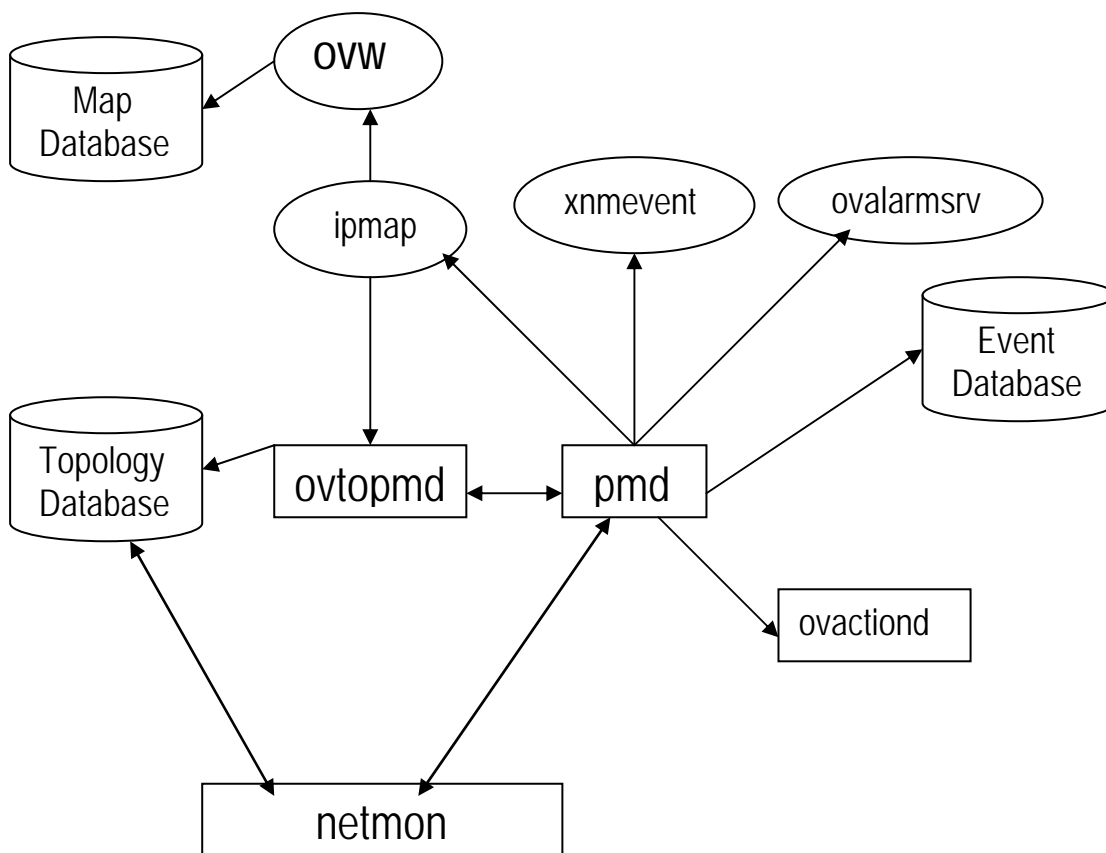 ovw
Map
Database
xnmevent
ovalarmsrv
ipmap
Event
Database
Topology
Database
ovtopmd
pmd
ovactiond
netmon